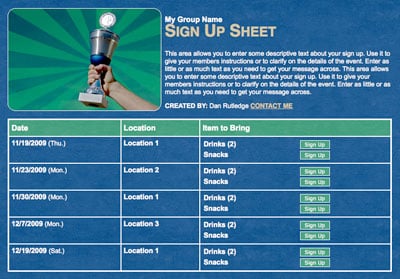 My Group Name
SIGN UP SHEET
This area allows you to enter some descriptive text about your sign up. Use it to
give your members instructions or to clarify on the details of the event. Enter as
little or as much text as you need to get your message across. This area allows
you to enter some descriptive text about your sign up. Use it to give your
members instructions or to clarify on the details of the event. Enter as little or as
much text as you need to get your message across.
CREATED BY: Dan Rutledge CONTACT ME
Date Location Item to Bring
11/19/2009 (Thu.) Location 1 Drinks (2) Sign Up
Snacks Sign Up
11/23/2009 (Mon.) Location 2 Drinks (2) Sign Up
Snacks Sign Up
11/30/2009 (Mon.) Location 1 Drinks (2) Sign Up
Snacks Sign Up
12/7/2009 (Mon.) Location 3 Drinks (2) Sign Up
Snacks Sign Up
12/19/2009 (Sat.) Location 1 Drinks (2) Sign Up
Snacks Sign Up